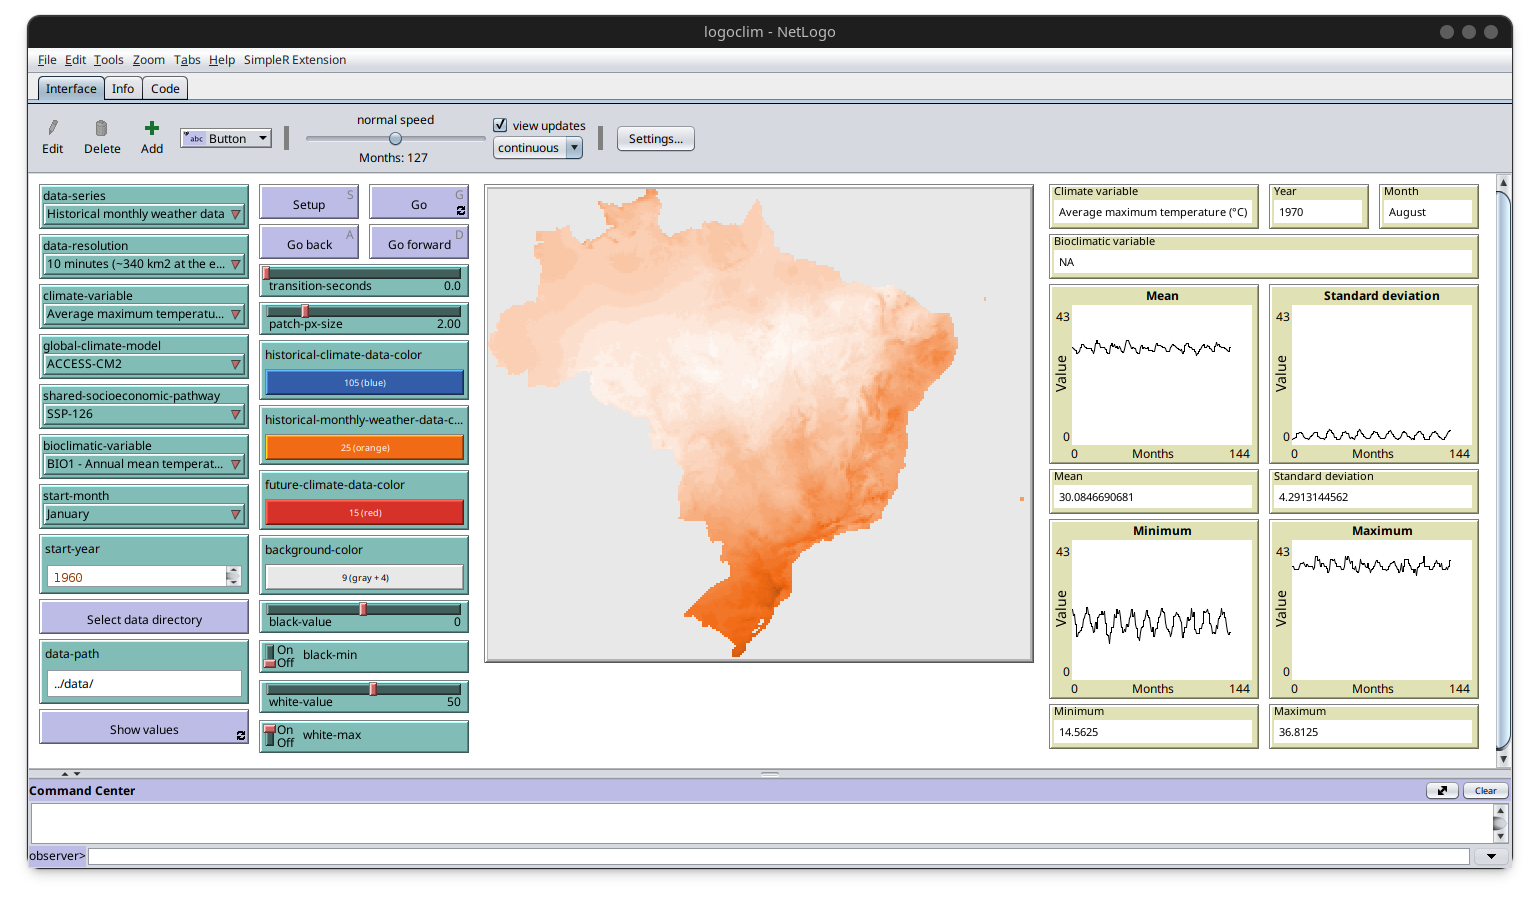 logoclim - NetLogo
File Edit Tools Zoom Tabs Help SimpleR Extension
Interface Info Code
normal speed
view updates
Edit Delete Add
abc Button
continuous
Settings...
Months: 127
data-series
Historical monthly weather data
data-resolution
10 minutes (~340 km2 at the e...
climate-variable
Average maximum temperatu...
global-climate-model
ACCESS-CM2
shared-socioeconomic-pathway
SSP-126
bioclimatic-variable
BIO1 - Annual mean temperat...
start-month
January
start-year
1960
Select data directory
data-path
../data/
Show values
S
Setup
G
Go
A
Go back
D
Go forward
transition-seconds 0.0
patch-px-size 2.00
historical-climate-data-color
105 (blue)
historical-monthly-weather-data-c...
25 (orange)
future-climate-data-color
15 (red)
background-color
9 (gray + 4)
black-value 0
On
Off
black-min
white-value 50
On
Off
white-max
Climate variable
Average maximum temperature (°C)
Year
1970
Month
August
Bioclimatic variable
NA
Mean
43
Value
0
0 Months 144
Standard deviation
43
Value
0
0 Months 144
Mean
30.0846690681
Standard deviation
4.2913144562
Minimum
43
Value
0
0 Months 144
Maximum
43
Value
0
0 Months 144
Minimum
14.5625
Maximum
36.8125
Command Center
Clear
observer>